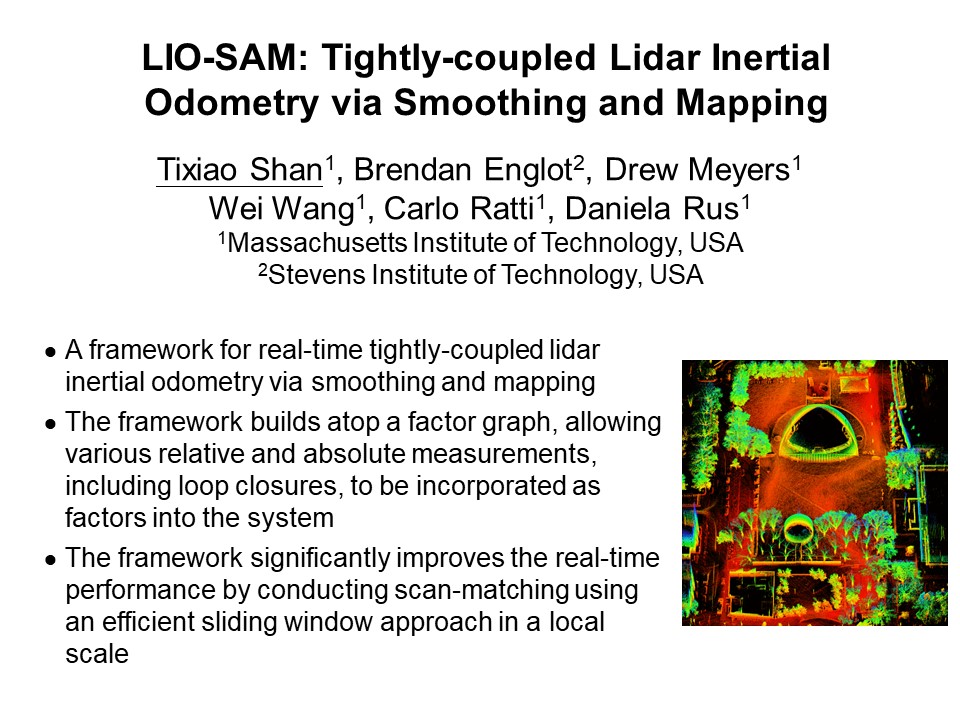 LIO-SAM: Tightly-coupled Lidar Inertial
Odometry via Smoothing and Mapping
Tixiao Shan¹, Brendan Englot², Drew Meyers¹
Wei Wang¹, Carlo Ratti¹, Daniela Rus¹
¹Massachusetts Institute of Technology, USA
²Stevens Institute of Technology, USA
● A framework for real-time tightly-coupled lidar
inertial odometry via smoothing and mapping
● The framework builds atop a factor graph, allowing
various relative and absolute measurements,
including loop closures, to be incorporated as
factors into the system
● The framework significantly improves the real-time
performance by conducting scan-matching using
an efficient sliding window approach in a local
scale